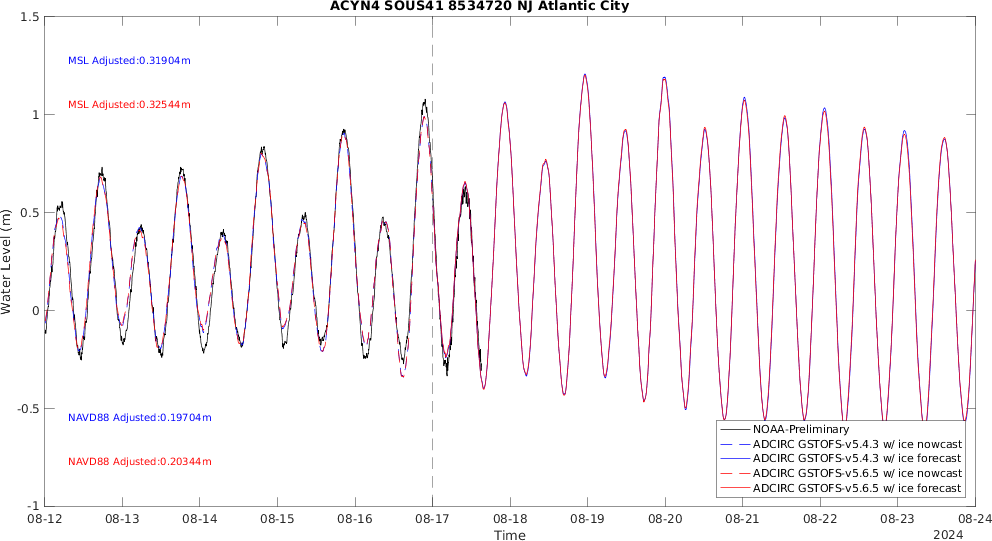 ACYN4 SOUS41 8534720 NJ Atlantic City
1.5
MSL Adjusted:0.31904m
MSL Adjusted:0.32544m
1
0.5
Water Level (m)
0
-0.5
NAVD88 Adjusted:0.19704m
NAVD88 Adjusted:0.20344m
NOAA-Preliminary
ADCIRC GSTOFS-v5.4.3 w/ ice nowcast
ADCIRC GSTOFS-v5.4.3 w/ ice forecast
ADCIRC GSTOFS-v5.6.5 w/ ice nowcast
ADCIRC GSTOFS-v5.6.5 w/ ice forecast
-1
08-12 08-13 08-14 08-15 08-16 08-17 08-18 08-19 08-20 08-21 08-22 08-23 08-24
Time
2024